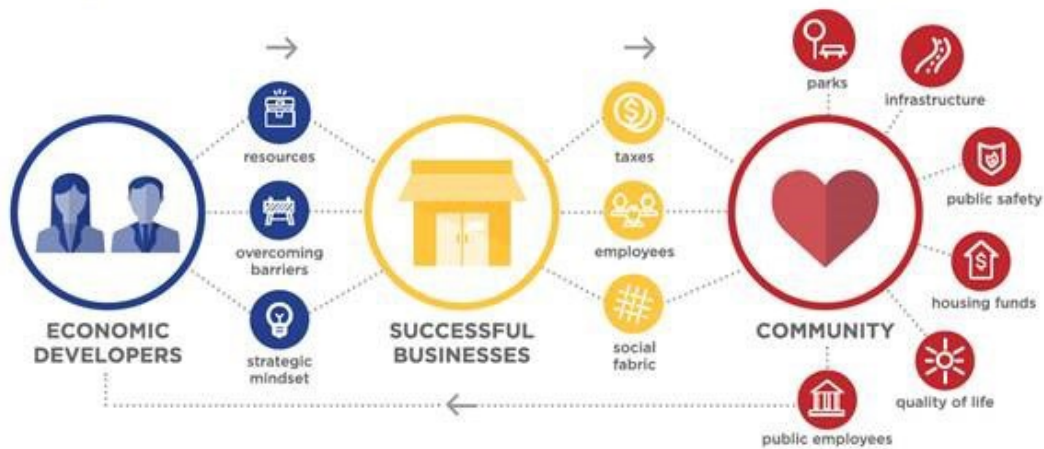 resources
overcoming
barriers
strategic
mindset
ECONOMIC
DEVELOPERS
taxes
employees
social
fabric
SUCCESSFUL
BUSINESSES
parks
infrastructure
public safety
housing funds
quality of life
public employees
COMMUNITY